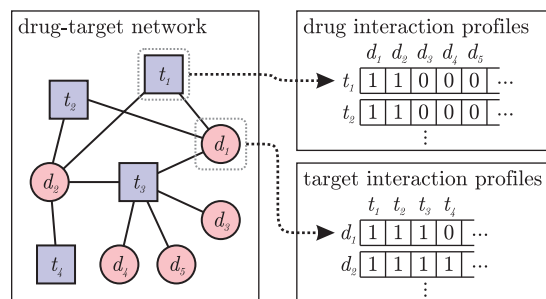 drug-target network
t1
t2
d1
d2
t3
d3
t4
d4
d5
drug interaction profiles
d1 d2 d3 d4 d5
t1 1 1 0 0 0 ...
t2 1 1 0 0 0 ...
⋮
target interaction profiles
t1 t2 t3 t4
d1 1 1 1 0 ...
d2 1 1 1 1 ...
⋮